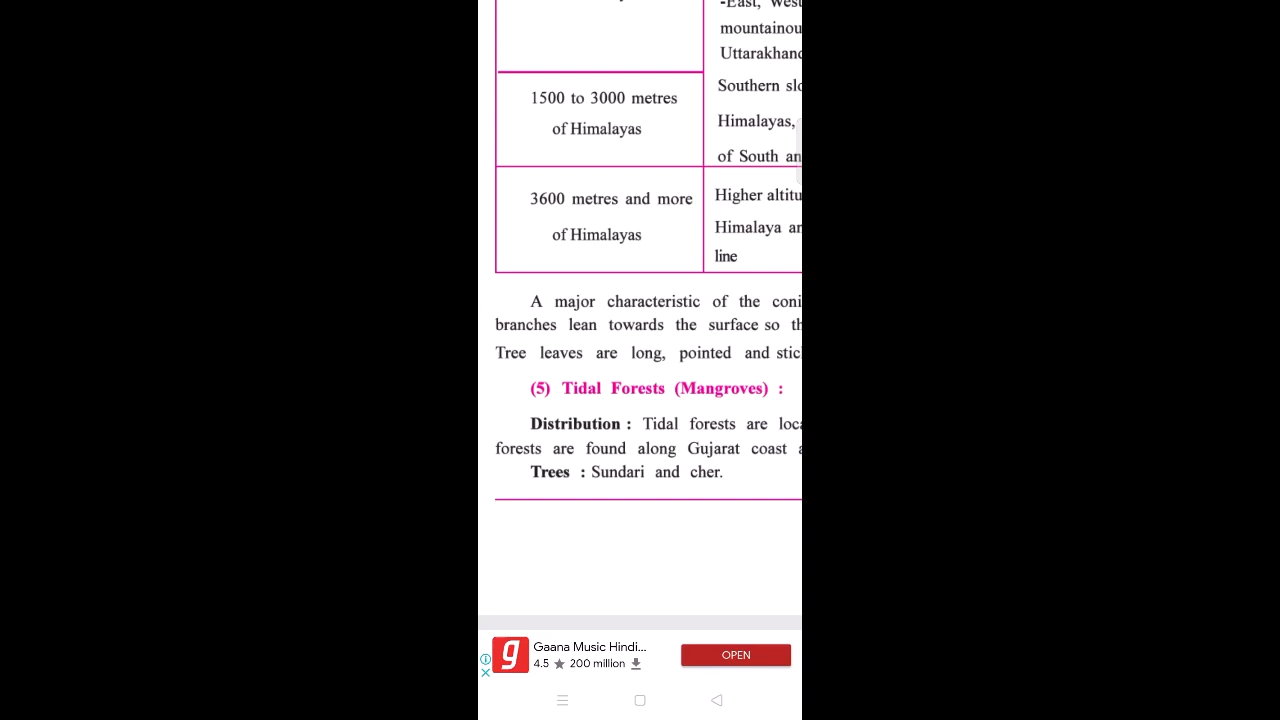 -East, West
mountainou
Uttarakhand
1500 to 3000 metres
of Himalayas
Southern slo
Himalayas,
of South an
3600 metres and more
of Himalayas
Higher altitu
Himalaya an
line
A major characteristic of the coni
branches lean towards the surface so th
Tree leaves are long, pointed and stic
(5) Tidal Forests (Mangroves) :
Distribution : Tidal forests are loca
forests are found along Gujarat coast a
Trees : Sundari and cher.
Gaana Music Hindi...
4.5 ★ 200 million
OPEN